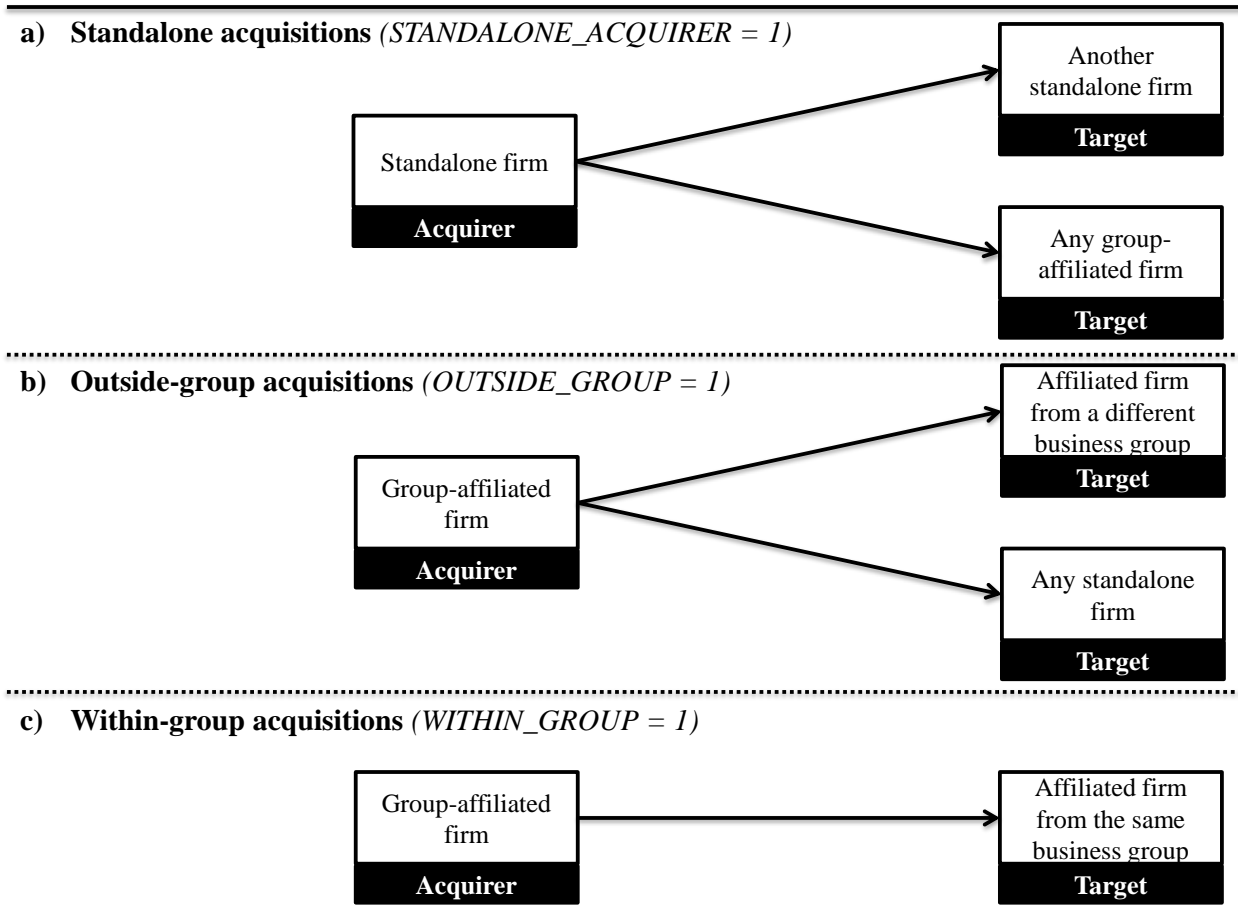 a) Standalone acquisitions (STANDALONE_ACQUIRER = 1)
Another
standalone firm
Target
Standalone firm
Acquirer
Any group-
affiliated firm
Target
b) Outside-group acquisitions (OUTSIDE_GROUP = 1)
Affiliated firm
from a different
business group
Target
Group-affiliated
firm
Acquirer
Any standalone
firm
Target
c) Within-group acquisitions (WITHIN_GROUP = 1)
Group-affiliated
firm
Acquirer
Affiliated firm
from the same
business group
Target